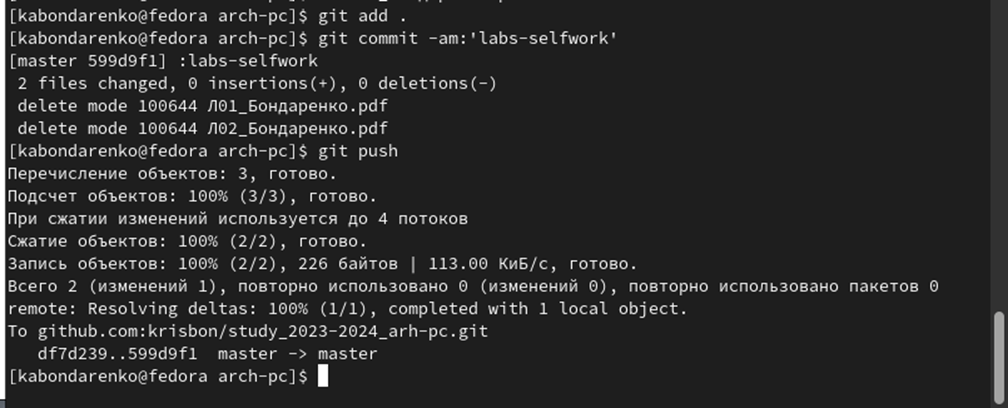 [kabondarenko@fedora arch-pc]$ git add .
[kabondarenko@fedora arch-pc]$ git commit -am:'labs-selfwork'
[master 599d9f1] :labs-selfwork
 2 files changed, 0 insertions(+), 0 deletions(-)
 delete mode 100644 Л01_Бондаренко.pdf
 delete mode 100644 Л02_Бондаренко.pdf
[kabondarenko@fedora arch-pc]$ git push
Перечисление объектов: 3, готово.
Подсчет объектов: 100% (3/3), готово.
При сжатии изменений используется до 4 потоков
Сжатие объектов: 100% (2/2), готово.
Запись объектов: 100% (2/2), 226 байтов | 113.00 КиБ/с, готово.
Всего 2 (изменений 1), повторно использовано 0 (изменений 0), повторно использовано пакетов 0
remote: Resolving deltas: 100% (1/1), completed with 1 local object.
To github.com:krisbon/study_2023-2024_arh-pc.git
   df7d239..599d9f1  master -> master
[kabondarenko@fedora arch-pc]$